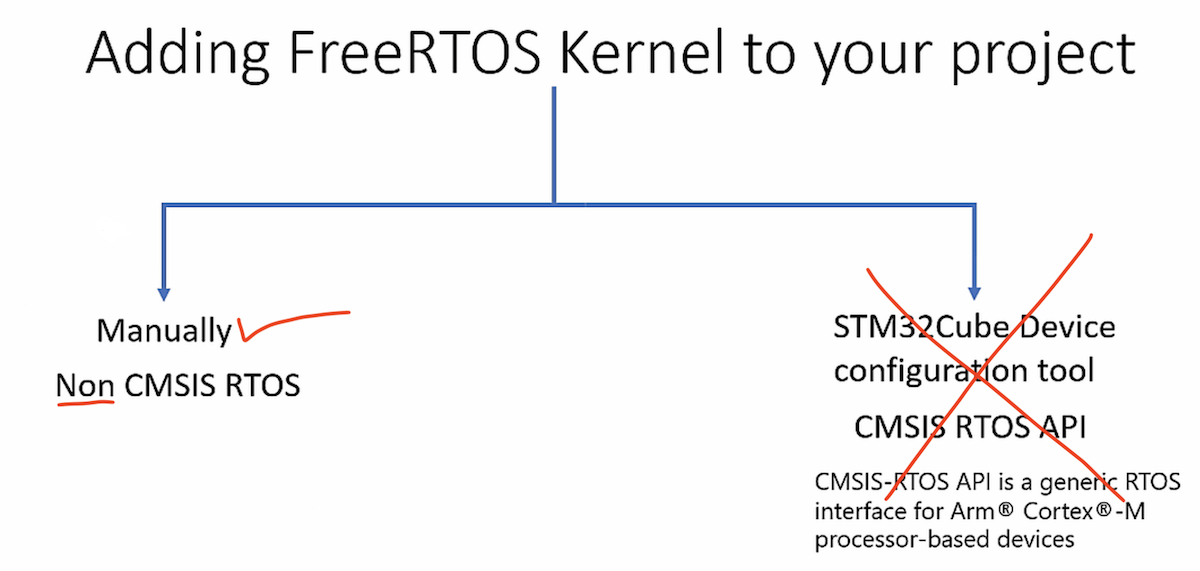 Adding FreeRTOS Kernel to your project
Manually
Non CMSIS RTOS
STM32Cube Device
configuration tool
CMSIS RTOS API
CMSIS-RTOS API is a generic RTOS
interface for Arm® Cortex®-M
processor-based devices